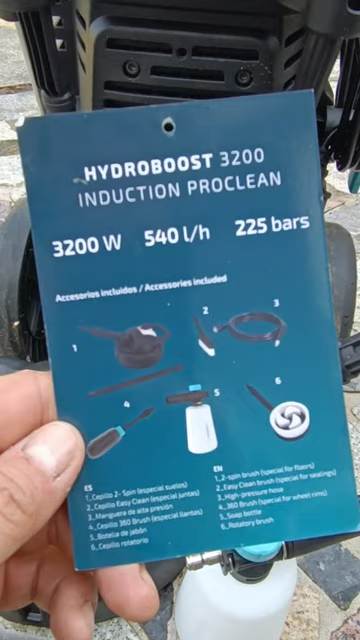 HYDROBOOST 3200
INDUCTION PROCLEAN
3200 W 540 l/h 225 bars
Accesorios incluidos / Accessories included
1
2
3
4
5
6
ES
1_Cepillo 2- Spin (especial suelos)
2_Cepillo Easy Clean (especial juntas)
3_Manguera de alta presión
4_Cepillo 360 Brush (especial llantas)
5_Botella de jabón
6_Cepillo rotatorio
EN
1_2-spin brush (special for floors)
2_Easy Clean brush (special for sealings)
3_High-pressure hose
4_360 Brush (special for wheel rims)
5_Soap bottle
6_Rotatory brush